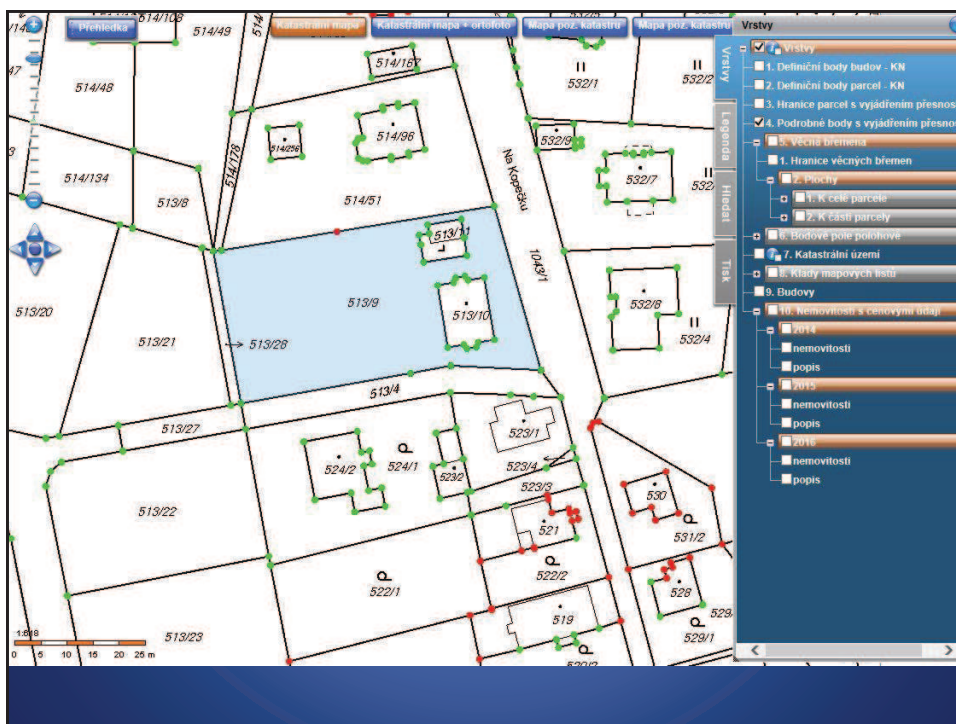 Přehledka
Katastrální mapa
Katastrální mapa + ortofoto
Mapa poz. katastru
Mapa poz. katastru
Vrstvy
Vrstvy
Legenda
Hledat
Tisk
Vrstvy
1. Definiční body budov - KN
2. Definiční body parcel - KN
3. Hranice parcel s vyjádřením přesnos
4. Podrobné body s vyjádřením přesno
5. Věcná břemena
1. Hranice věcných břemen
2. Plochy
1. K celé parcele
2. K části parcely
6. Bodové pole polohové
7. Katastrální území
8. Klady mapových listů
9. Budovy
10. Nemovitosti s cenovými údaji
2014
nemovitosti
popis
2015
nemovitosti
popis
2016
nemovitosti
popis
514/49
514/48
514/167
532/1
532/2
514/96
514/256
532/9
514/178
514/134
513/8
514/51
Na Kopečku
532/7
513/11
1043/1
513/9
513/20
513/10
532/8
513/21
513/28
532/4
513/4
513/27
523/1
524/2
524/1
523/2
523/4
523/3
530
513/22
521
531/2
522/1
522/2
528
519
529/1
513/23
1:618
0 5 10 15 20 25 m